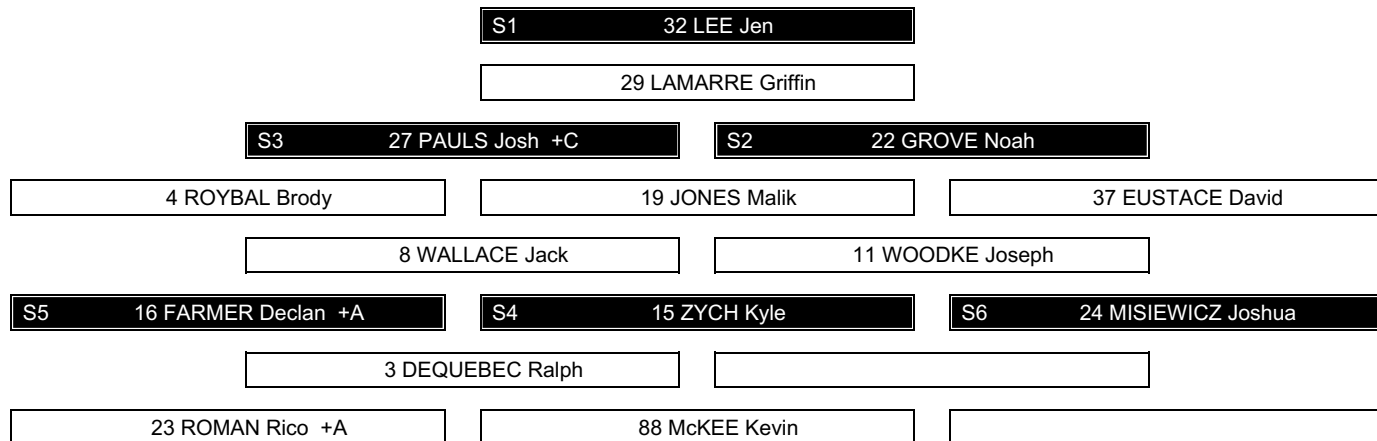 S1 32 LEE Jen
29 LAMARRE Griffin
S3 27 PAULS Josh +C S2 22 GROVE Noah
4 ROYBAL Brody 19 JONES Malik 37 EUSTACE David
8 WALLACE Jack 11 WOODKE Joseph
S5 16 FARMER Declan +A S4 15 ZYCH Kyle S6 24 MISIEWICZ Joshua
3 DEQUEBEC Ralph
23 ROMAN Rico +A 88 McKEE Kevin